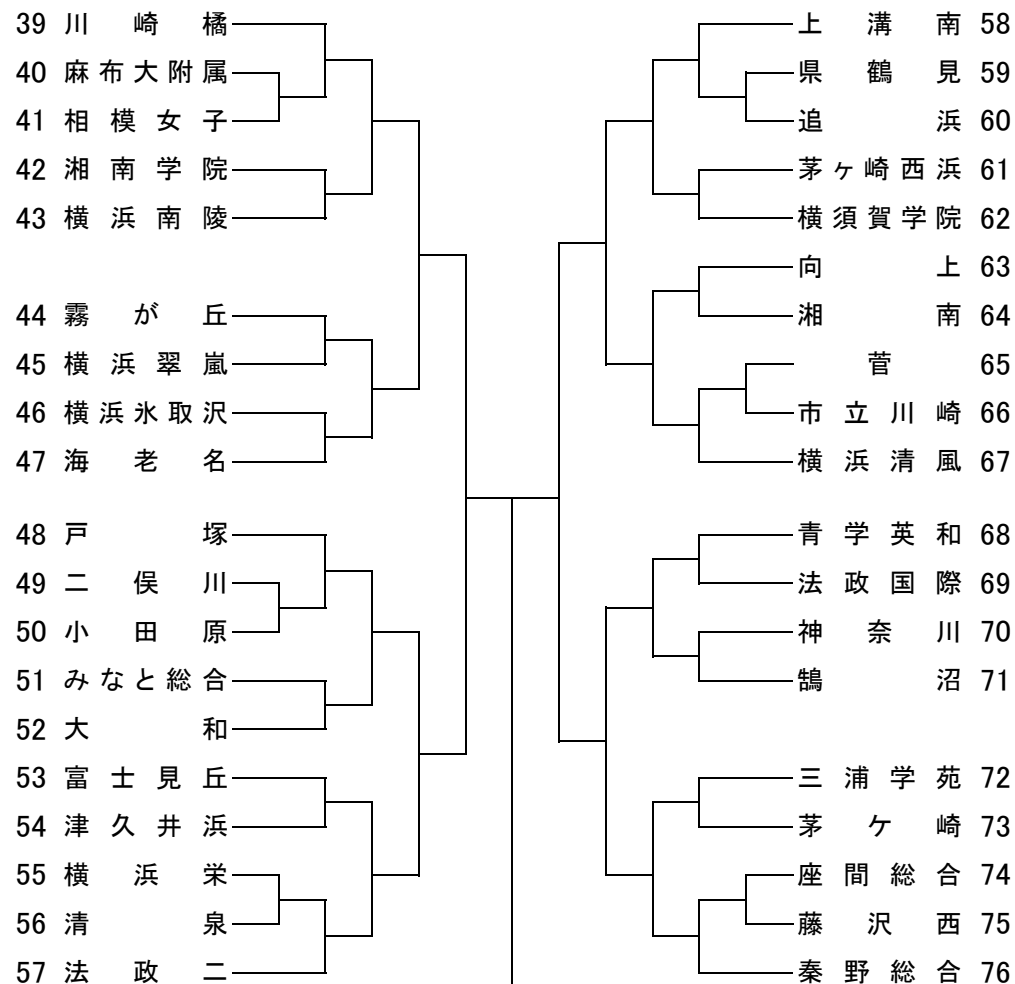 39 川崎橘
40 麻布大附属
41 相模女子
42 湘南学院
43 横浜南陵
44 霧が丘
45 横浜翠嵐
46 横浜氷取沢
47 海老名
48 戸塚
49 二俣川
50 小田原
51 みなと総合
52 大和
53 富士見丘
54 津久井浜
55 横浜栄
56 清泉
57 法政二
上溝南 58
県鶴見 59
追浜 60
茅ヶ崎西浜 61
横須賀学院 62
向上 63
湘南 64
菅 65
市立川崎 66
横浜清風 67
青学英和 68
法政国際 69
神奈川 70
鵠沼 71
三浦学苑 72
茅ケ崎 73
座間総合 74
藤沢西 75
秦野総合 76